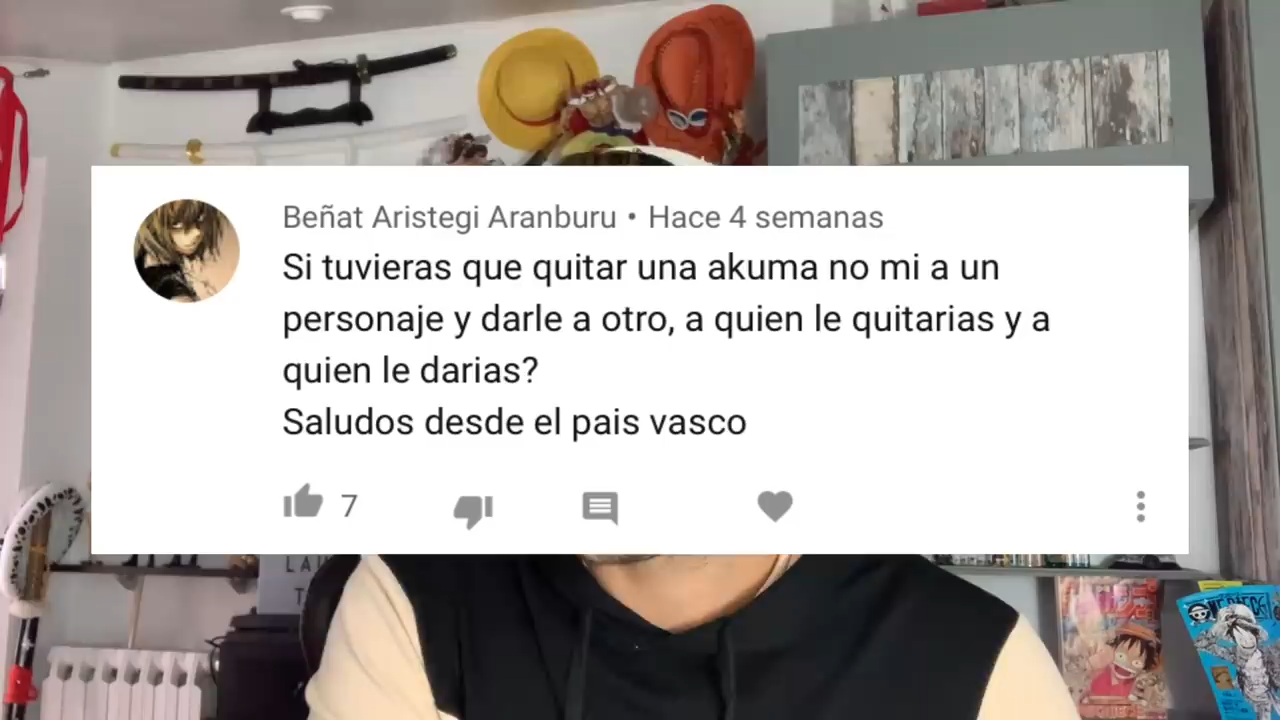 Beñat Aristegi Aranburu • Hace 4 semanas
Si tuvieras que quitar una akuma no mi a un
personaje y darle a otro, a quien le quitarias y a
quien le darias?
Saludos desde el pais vasco
7